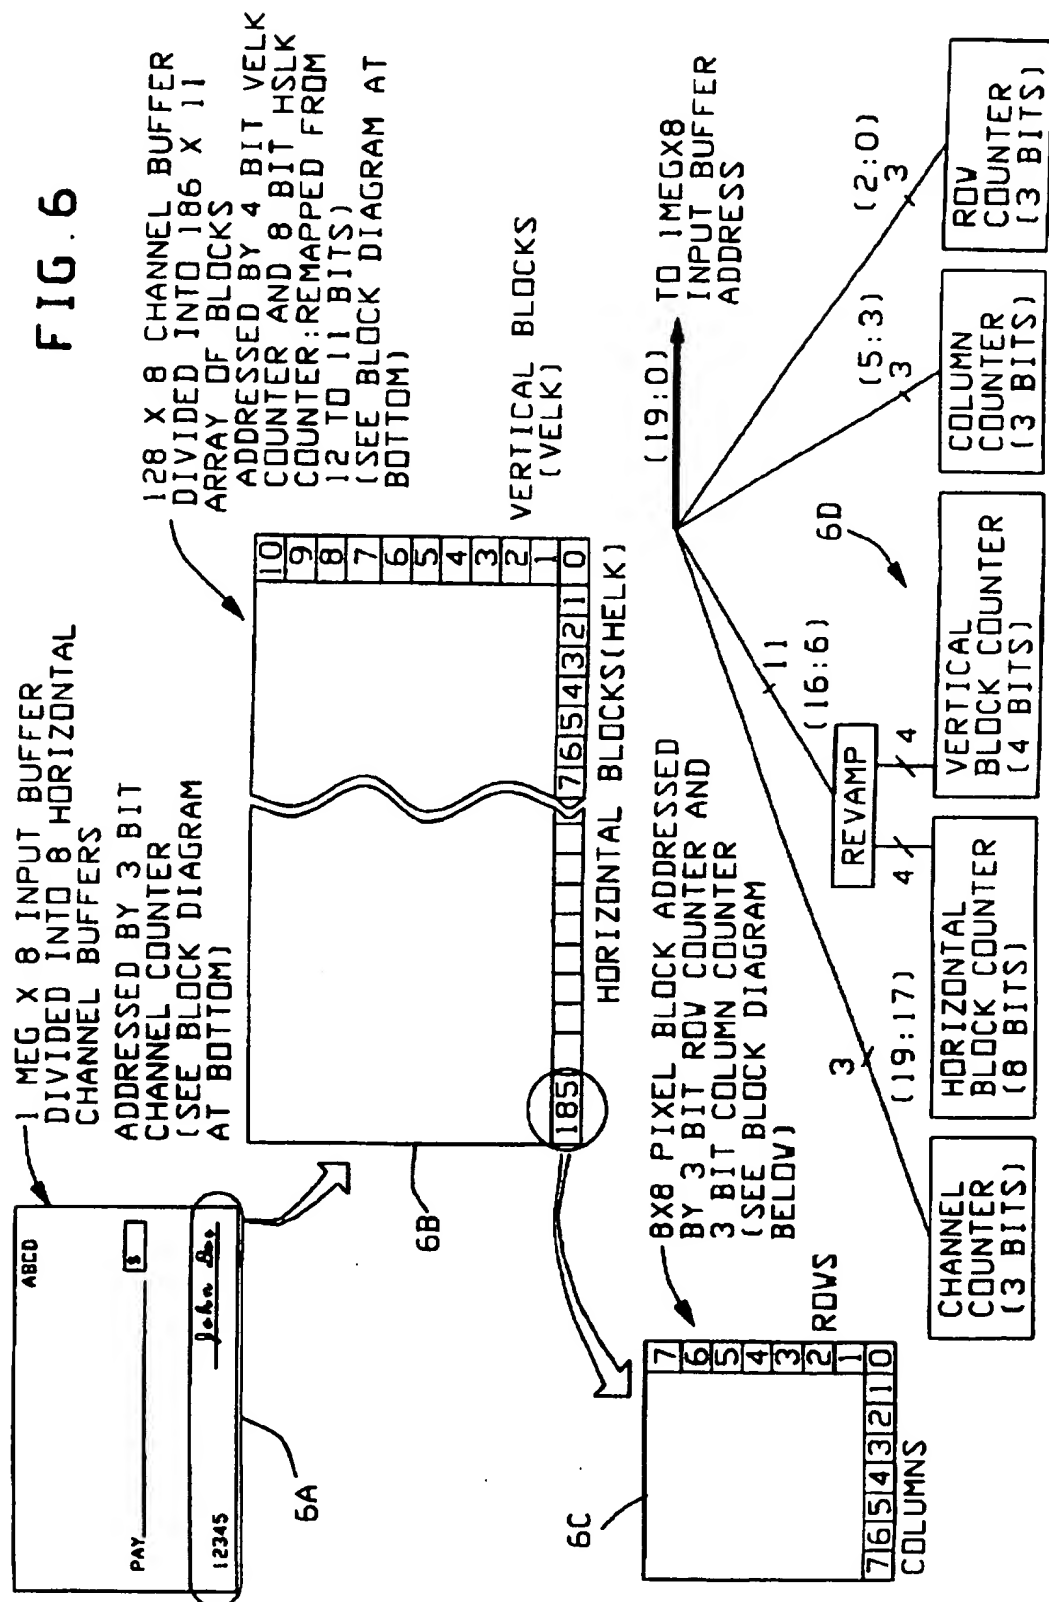 FIG. 6
ABCD
PAY
$
12345
John Doe
6A
1 MEG X 8 INPUT BUFFER
DIVIDED INTO 8 HORIZONTAL
CHANNEL BUFFERS
ADDRESSED BY 3 BIT
CHANNEL COUNTER
(SEE BLOCK DIAGRAM
AT BOTTOM)
128 X 8 CHANNEL BUFFER
DIVIDED INTO 186 X 11
ARRAY OF BLOCKS
ADDRESSED BY 4 BIT VELK
COUNTER AND 8 BIT HSLK
COUNTER:REMAPPED FROM
12 TO 11 BITS)
(SEE BLOCK DIAGRAM AT
BOTTOM)
6B
10
9
8
7
6
5
4
3
2
1
185 7 6 5 4 3 2 1 0
VERTICAL BLOCKS
(VELK)
HORIZONTAL BLOCKS(HELK)
6C
7
6
5
4
3
2
1
7 6 5 4 3 2 1 0
ROWS
COLUMNS
8X8 PIXEL BLOCK ADDRESSED
BY 3 BIT ROW COUNTER AND
3 BIT COLUMN COUNTER
(SEE BLOCK DIAGRAM
BELOW)
(19:0)
TO 1MEGX8
INPUT BUFFER
ADDRESS
3
(19:17)
11
(16:6)
(5:3)
3
(2:0)
3
REVAMP
4
4
6D
CHANNEL
COUNTER
(3 BITS)
HORIZONTAL
BLOCK COUNTER
(8 BITS)
VERTICAL
BLOCK COUNTER
(4 BITS)
COLUMN
COUNTER
(3 BITS)
ROW
COUNTER
(3 BITS)